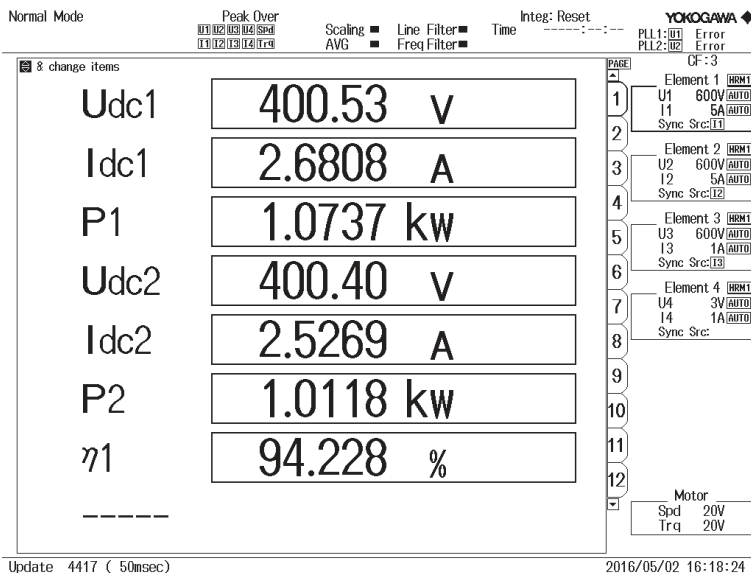 Normal Mode
Peak Over
U1 U2 U3 U4 Spd
I1 I2 I3 I4 Trq
Scaling
AVG
Line Filter
Freq Filter
Integ: Reset
Time -----:--:--
YOKOGAWA
PLL1: U1 Error
PLL2: U2 Error
& change items
Udc1 400.53 V
Idc1 2.6808 A
P1 1.0737 kW
Udc2 400.40 V
Idc2 2.5269 A
P2 1.0118 kW
η1 94.228 %
-----
PAGE
1
2
3
4
5
6
7
8
9
10
11
12
CF:3
Element 1 HRM1
U1 600V AUTO
I1 5A AUTO
Sync Src: I1
Element 2 HRM1
U2 600V AUTO
I2 5A AUTO
Sync Src: I2
Element 3 HRM1
U3 600V AUTO
I3 1A AUTO
Sync Src: I3
Element 4 HRM1
U4 3V AUTO
I4 1A AUTO
Sync Src:
Motor
Spd 20V
Trq 20V
Update 4417 ( 50msec)
2016/05/02 16:18:24